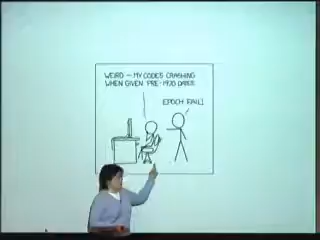 WEIRD — MY CODE'S CRASHING
WHEN GIVEN PRE-1970 DATES.
EPOCH FAIL!